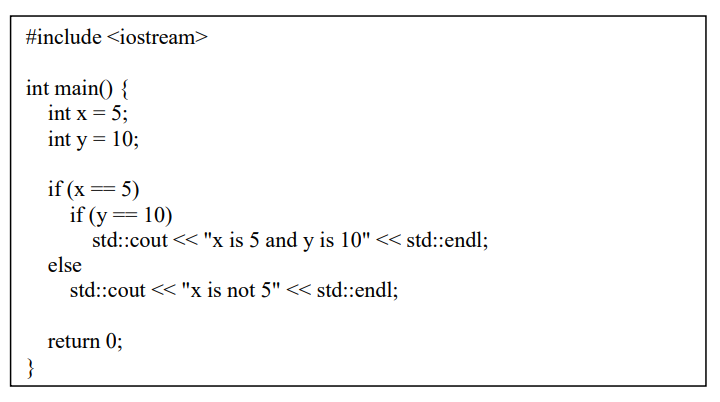 #include <iostream>
int main() {
int x = 5;
int y = 10;
if (x == 5)
if (y == 10)
std::cout << "x is 5 and y is 10" << std::endl;
else
std::cout << "x is not 5" << std::endl;
return 0;
}